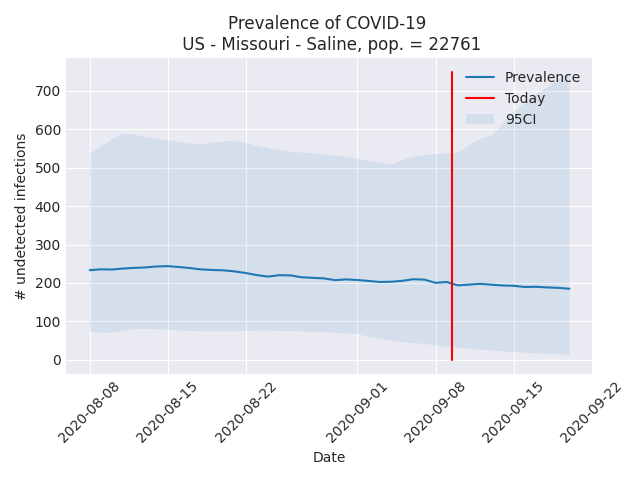 Prevalence of COVID-19
US - Missouri - Saline, pop. = 22761
Prevalence
Today
95CI
700
600
500
400
300
200
100
0
# undetected infections
2020-08-08
2020-08-15
2020-08-22
2020-09-01
2020-09-08
2020-09-15
2020-09-22
Date